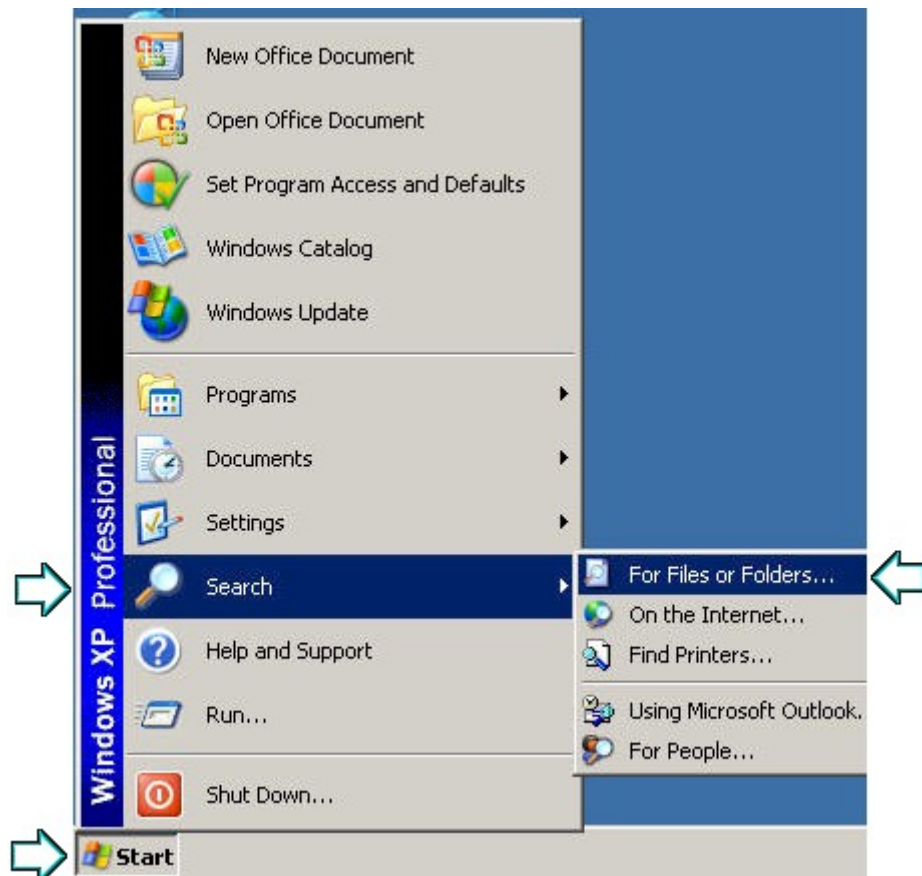 New Office Document
Open Office Document
Set Program Access and Defaults
Windows Catalog
Windows Update
Programs
Documents
Settings
Search
Help and Support
Run...
Shut Down...
Windows XP Professional
For Files or Folders...
On the Internet...
Find Printers...
Using Microsoft Outlook.
For People...
Start